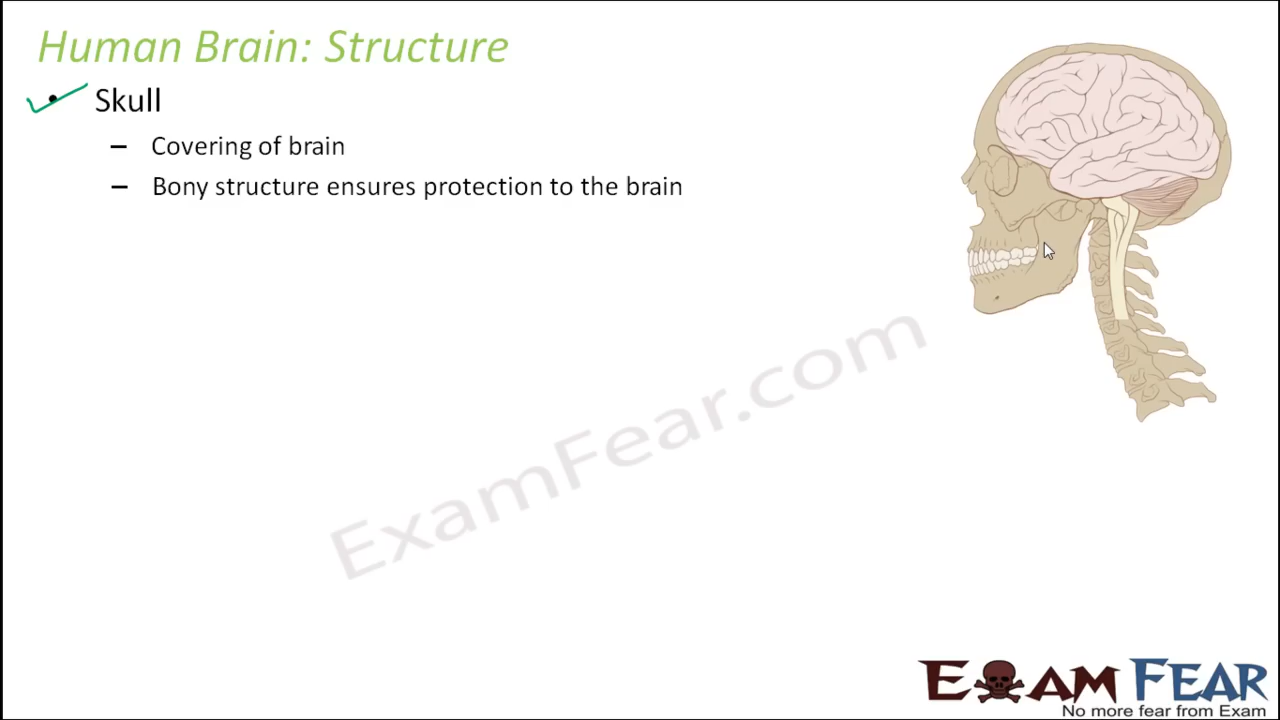 Human Brain: Structure
• Skull
– Covering of brain
– Bony structure ensures protection to the brain
ExamFear.com
EXAM FEAR
No more fear from Exam